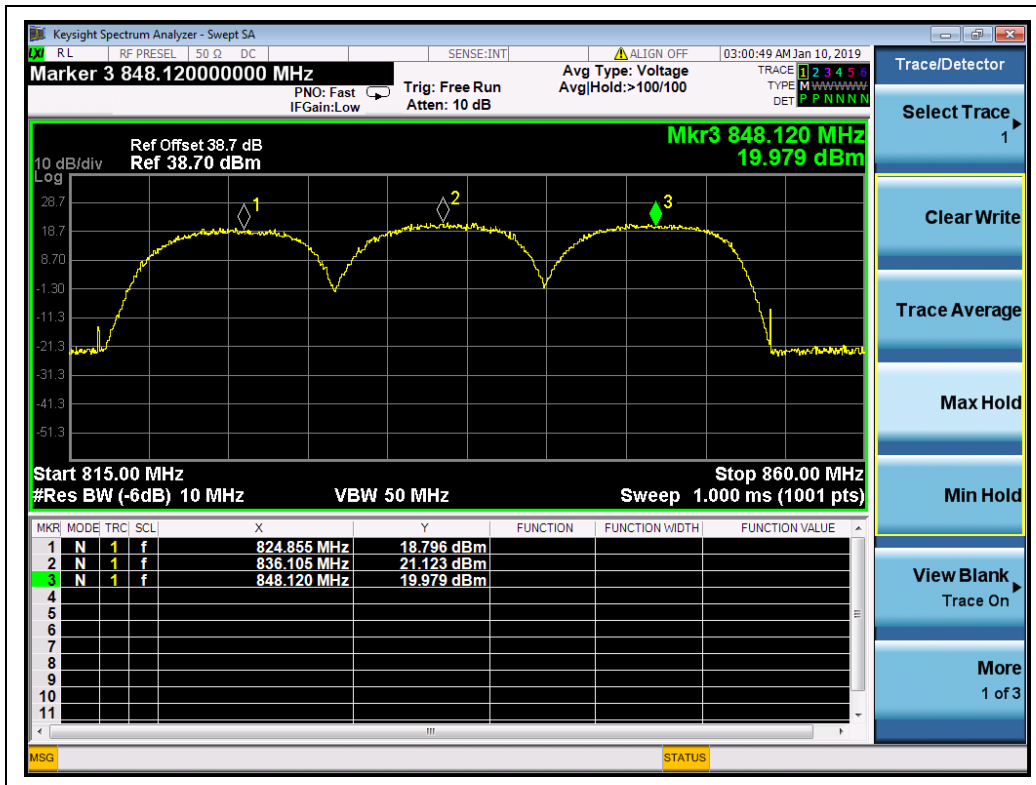 Keysight Spectrum Analyzer - Swept SA
LXI RL RF PRESEL 50 Ω DC SENSE:INT ALIGN OFF 03:00:49 AM Jan 10, 2019
Marker 3 848.120000000 MHz
PNO: Fast
IFGain:Low
Trig: Free Run
Atten: 10 dB
Avg Type: Voltage
Avg|Hold:>100/100
TRACE 1 2 3 4 5 6
TYPE M WWWWW
DET P P N N N N
Mkr3 848.120 MHz
19.979 dBm
Ref Offset 38.7 dB
10 dB/div Ref 38.70 dBm
Log
28.7
18.7
8.70
-1.30
-11.3
-21.3
-31.3
-41.3
-51.3
1
2
3
Start 815.00 MHz Stop 860.00 MHz
#Res BW (-6dB) 10 MHz VBW 50 MHz Sweep 1.000 ms (1001 pts)
MKR MODE TRC SCL X Y FUNCTION FUNCTION WIDTH FUNCTION VALUE
1 N 1 f 824.855 MHz 18.796 dBm
2 N 1 f 836.105 MHz 21.123 dBm
3 N 1 f 848.120 MHz 19.979 dBm
4
5
6
7
8
9
10
11
MSG STATUS
Trace/Detector
Select Trace
1
Clear Write
Trace Average
Max Hold
Min Hold
View Blank
Trace On
More
1 of 3